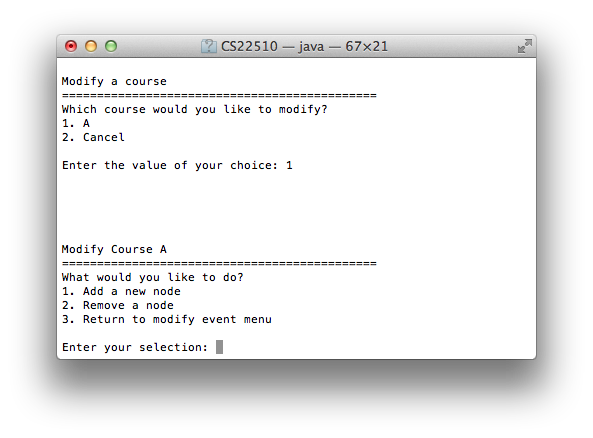 CS22510 — java — 67×21
Modify a course
=============================================
Which course would you like to modify?
1. A
2. Cancel
Enter the value of your choice: 1
Modify Course A
=============================================
What would you like to do?
1. Add a new node
2. Remove a node
3. Return to modify event menu
Enter your selection: